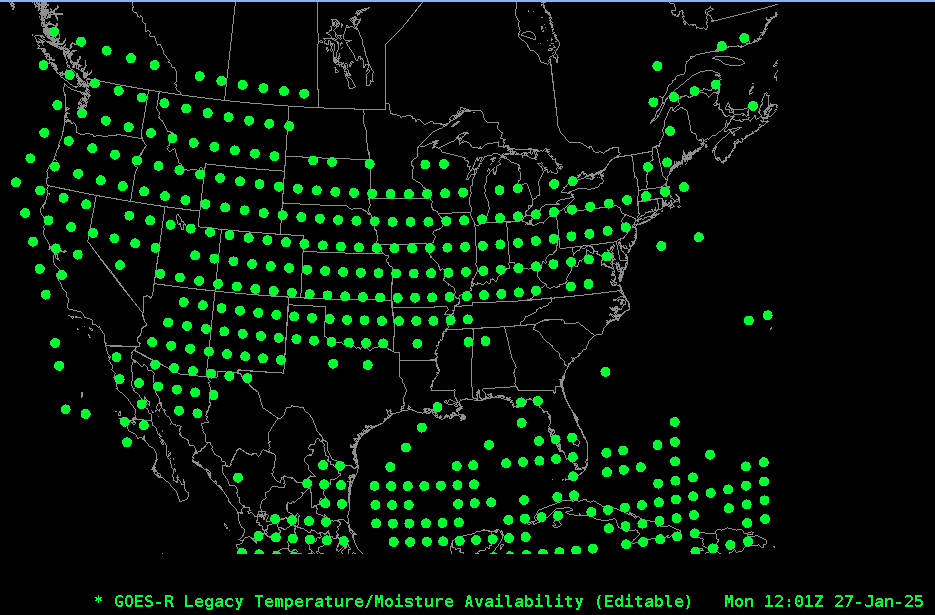 * GOES-R Legacy Temperature/Moisture Availability (Editable) Mon 12:01Z 27-Jan-25